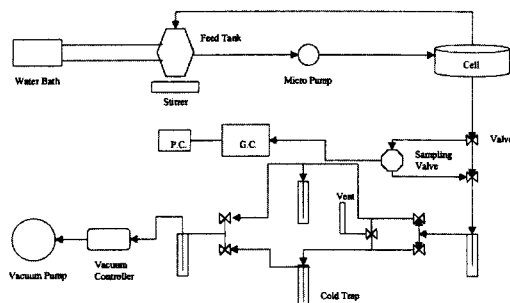 Feed Tank
Water Bath
Stirrer
Micro Pump
Cell
Valve
P.C.
G.C.
Sampling
Valve
Vent
Vacuum Pump
Vacuum
Controller
Cold Trap